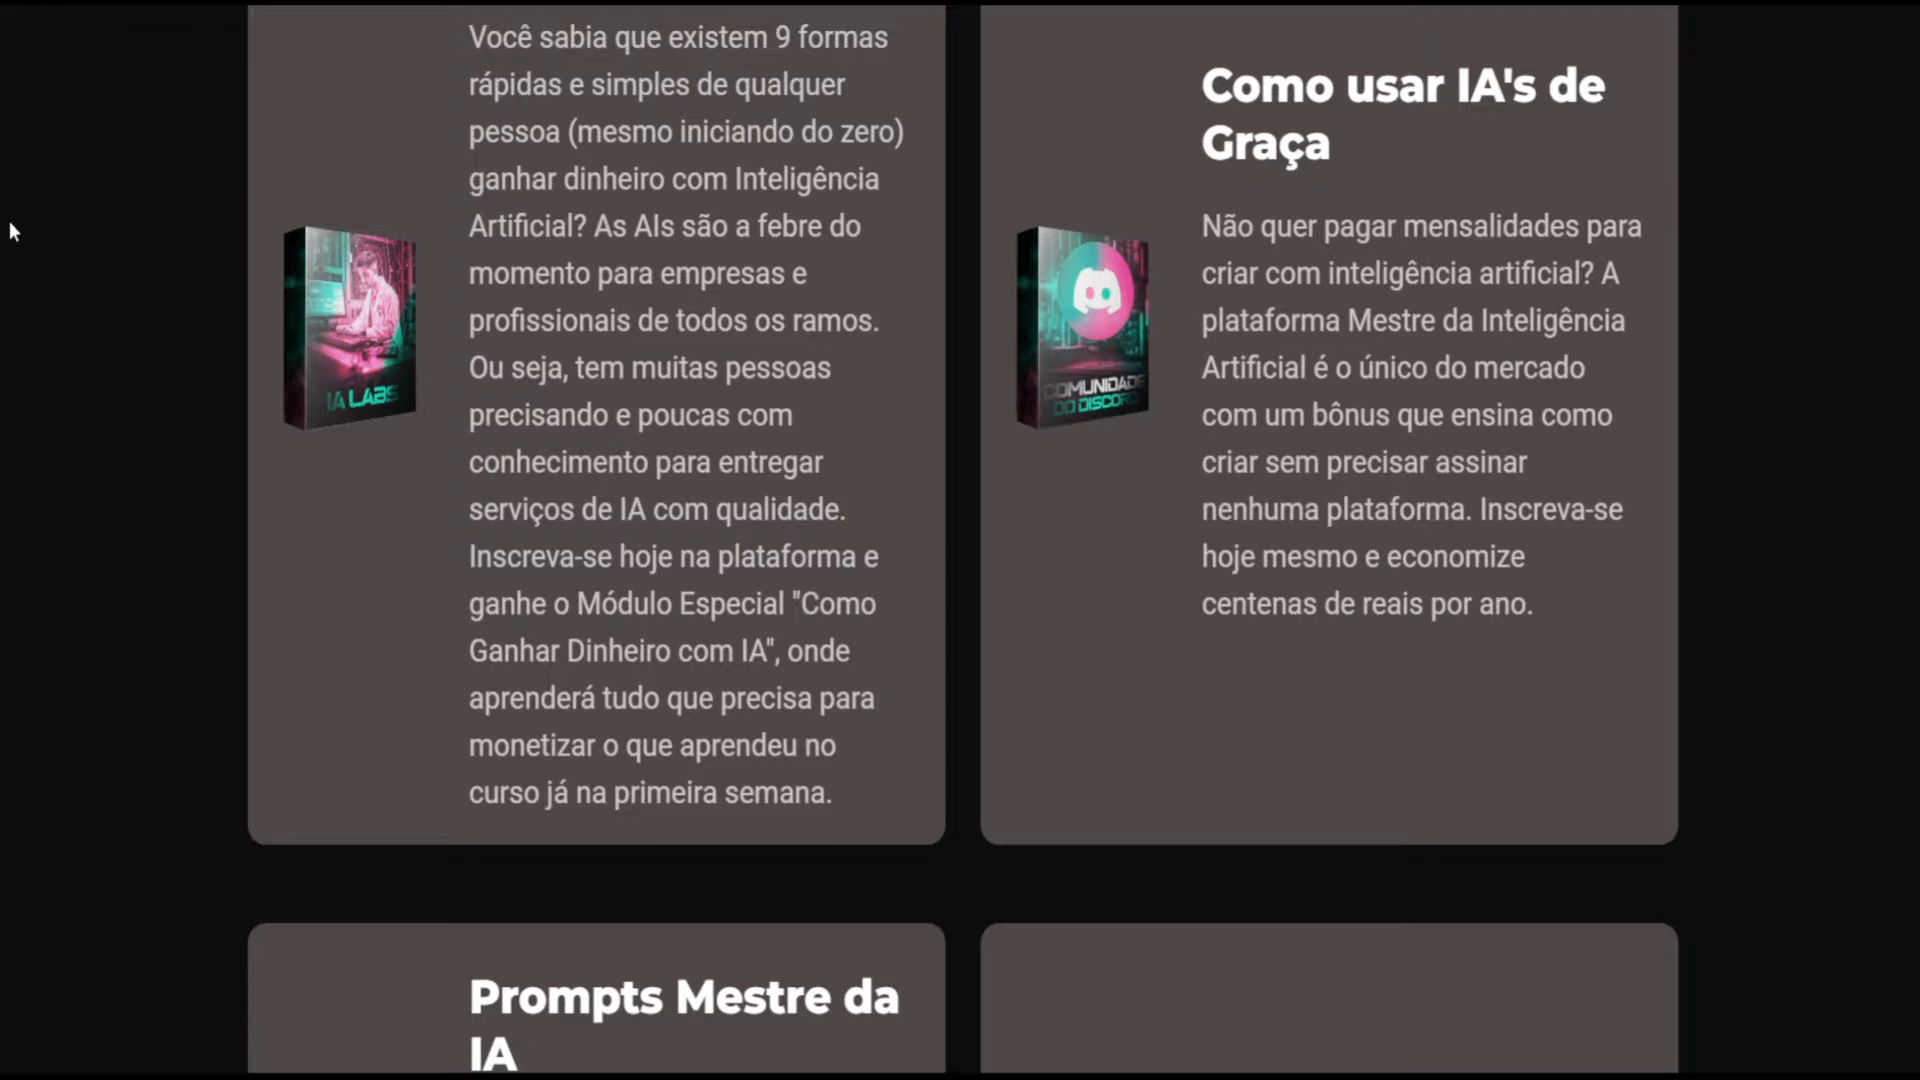 Você sabia que existem 9 formas
rápidas e simples de qualquer
pessoa (mesmo iniciando do zero)
ganhar dinheiro com Inteligência
Artificial? As AIs são a febre do
momento para empresas e
profissionais de todos os ramos.
Ou seja, tem muitas pessoas
precisando e poucas com
conhecimento para entregar
serviços de IA com qualidade.
Inscreva-se hoje na plataforma e
ganhe o Módulo Especial "Como
Ganhar Dinheiro com IA", onde
aprenderá tudo que precisa para
monetizar o que aprendeu no
curso já na primeira semana.
IA LABS
Como usar IA's de
Graça
Não quer pagar mensalidades para
criar com inteligência artificial? A
plataforma Mestre da Inteligência
Artificial é o único do mercado
com um bônus que ensina como
criar sem precisar assinar
nenhuma plataforma. Inscreva-se
hoje mesmo e economize
centenas de reais por ano.
COMUNIDADE
DO DISCORD
Prompts Mestre da
IA